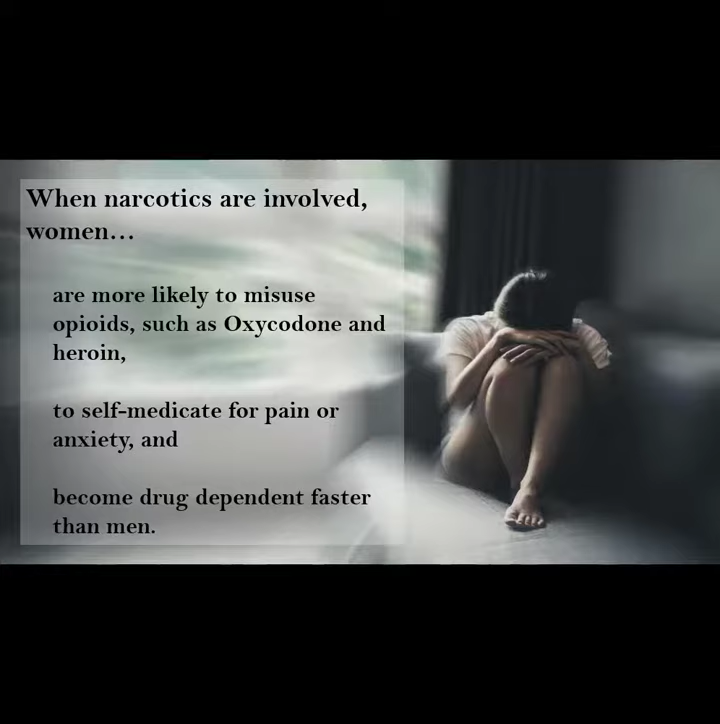 When narcotics are involved,
women...
are more likely to misuse
opioids, such as Oxycodone and
heroin,
to self-medicate for pain or
anxiety, and
become drug dependent faster
than men.